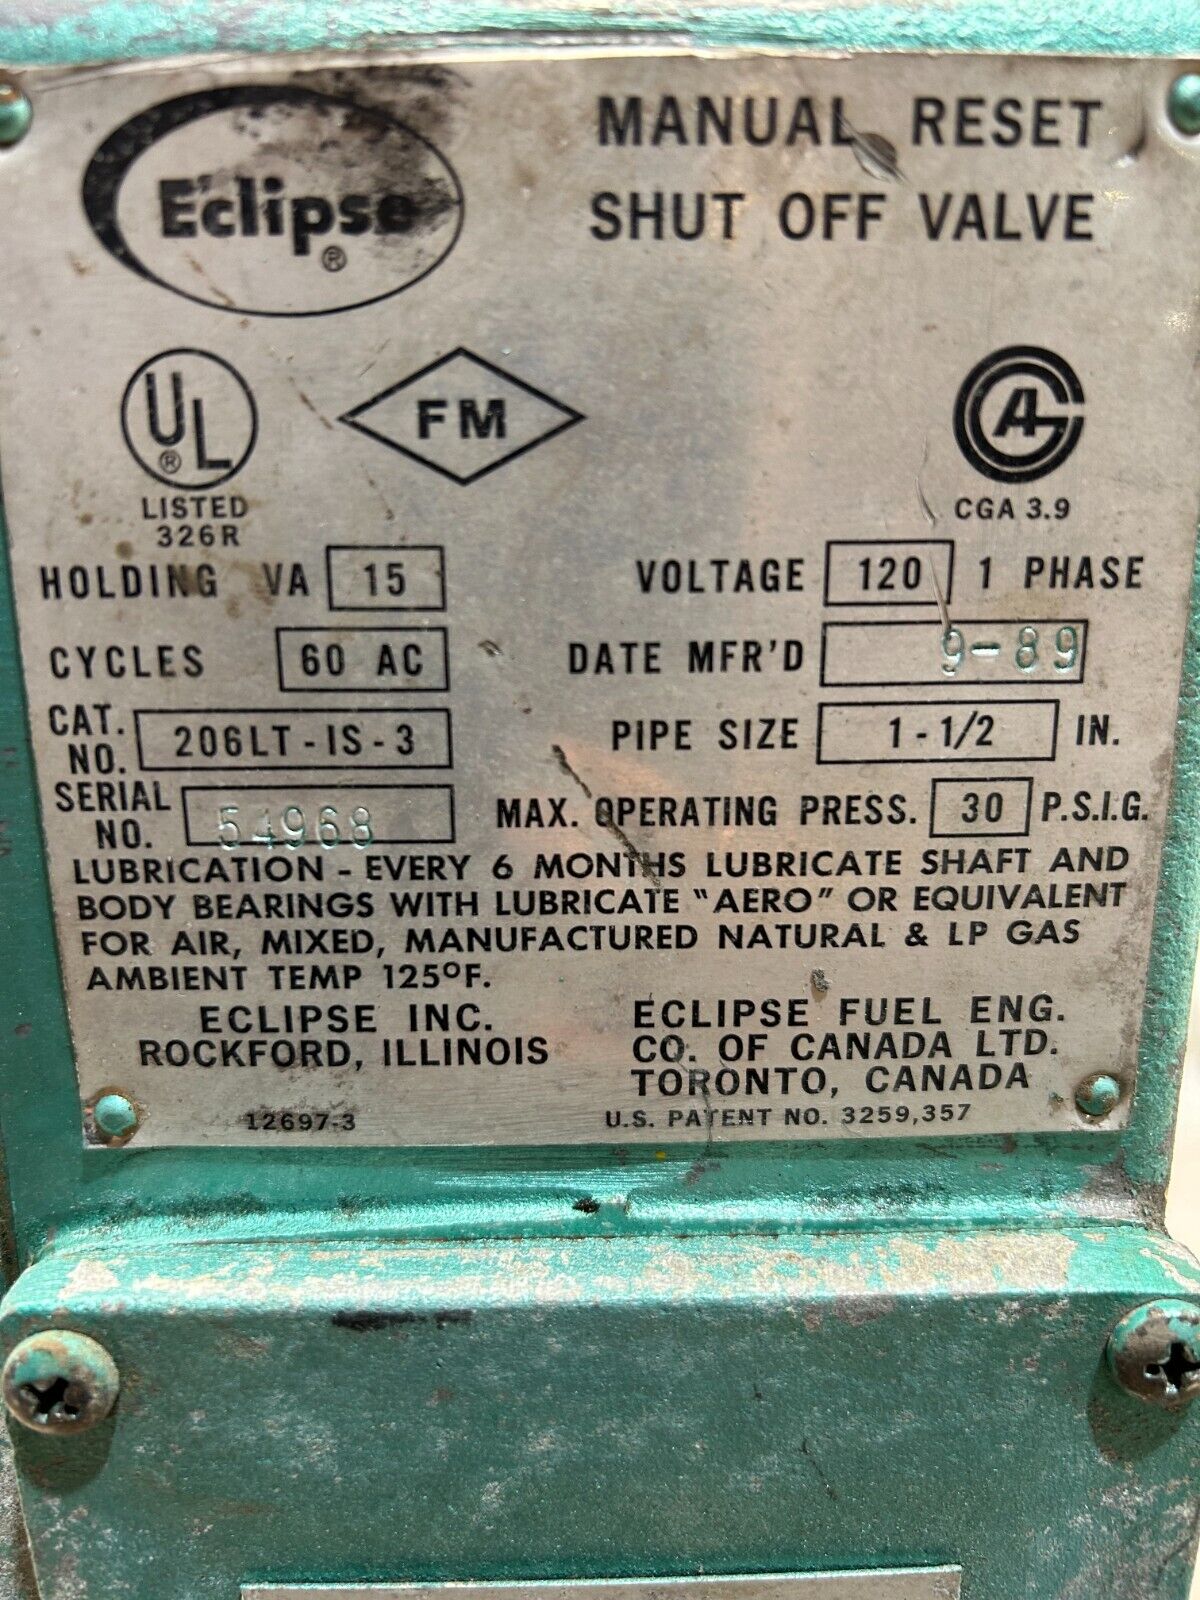 Eclipse®
MANUAL RESET
SHUT OFF VALVE
UL®
LISTED
326R
FM
CGA
CGA 3.9
HOLDING VA 15
VOLTAGE 120 1 PHASE
CYCLES 60 AC
DATE MFR'D 9-89
CAT. NO. 206LT-IS-3
PIPE SIZE 1-1/2 IN.
SERIAL NO. 54968
MAX. OPERATING PRESS. 30 P.S.I.G.
LUBRICATION - EVERY 6 MONTHS LUBRICATE SHAFT AND
BODY BEARINGS WITH LUBRICATE "AERO" OR EQUIVALENT
FOR AIR, MIXED, MANUFACTURED NATURAL & LP GAS
AMBIENT TEMP 125°F.
ECLIPSE INC.
ROCKFORD, ILLINOIS
ECLIPSE FUEL ENG.
CO. OF CANADA LTD.
TORONTO, CANADA
12697-3
U.S. PATENT NO. 3259,357